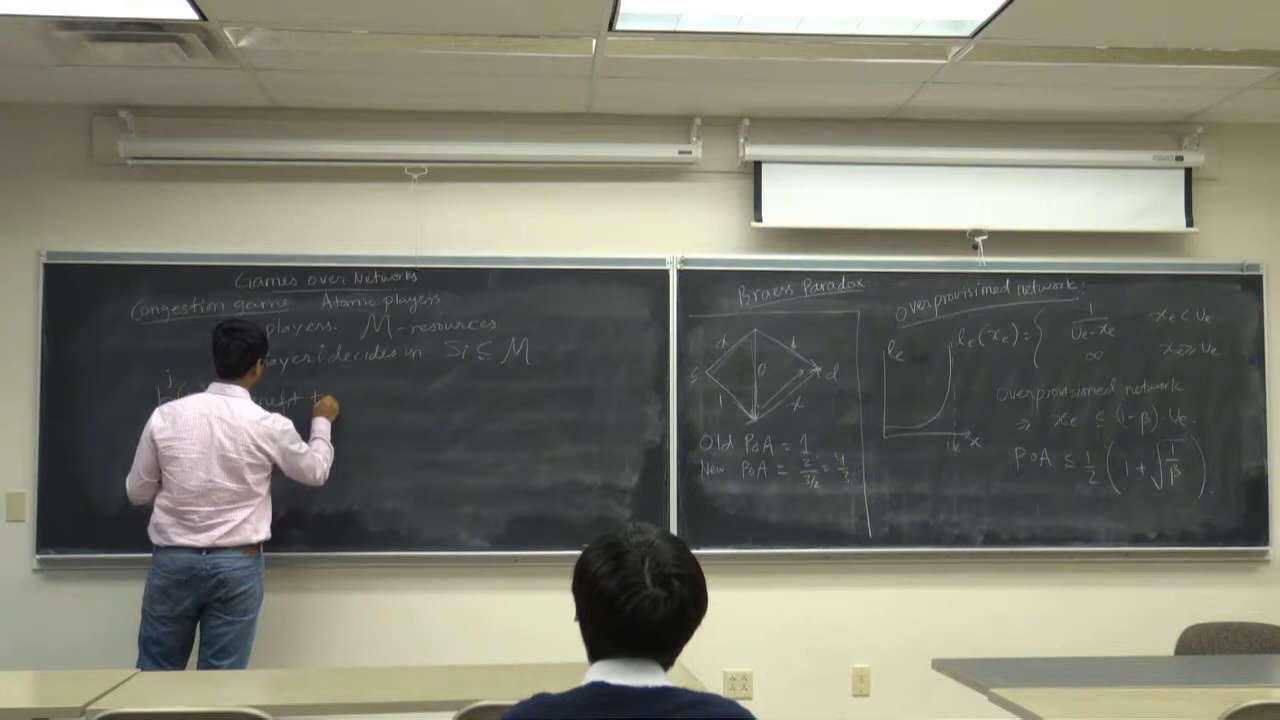 Games over Networks
Congestion game Atomic players
players. M-resources
decides on Si ⊆ M.
j
Braess Paradox
x
1
s
0
d
1
x
Old PoA = 1
New PoA = 2/3/2 = 4/3
overprovisioned network:
le
le(xe) = { 1/(Ue-xe) xe < Ue
∞ xe ≥ Ue
Ue
x
overprovisioned network
⇒ xe ≤ (1-β) Ue.
PoA ≤ 1/2 (1+√(1/β)).